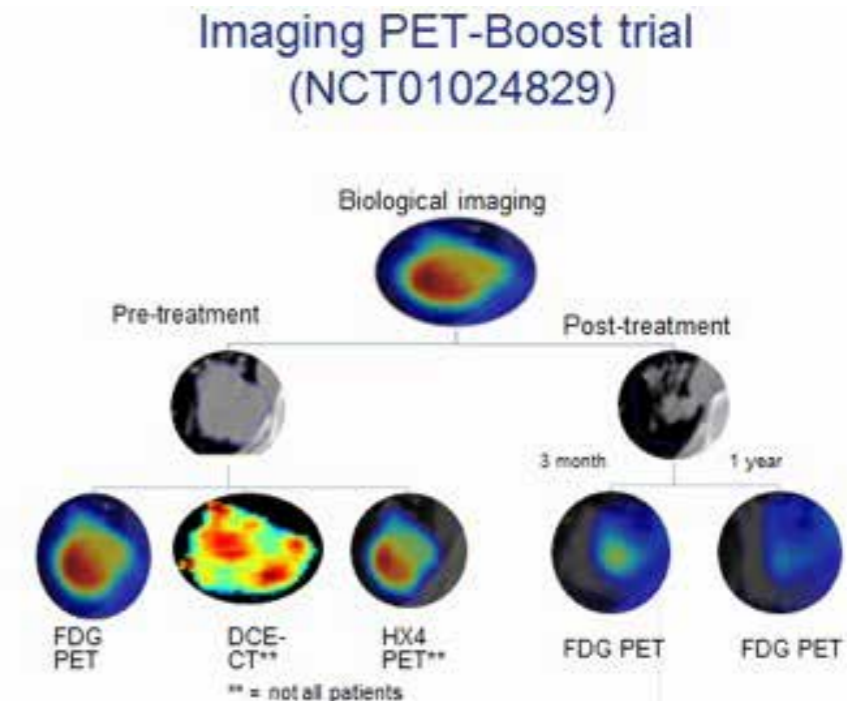 Imaging PET-Boost trial
(NCT01024829)
Biological imaging
Pre-treatment
Post-treatment
3 month
1 year
FDG
PET
DCE-
CT**
HX4
PET**
FDG PET
FDG PET
** = not all patients